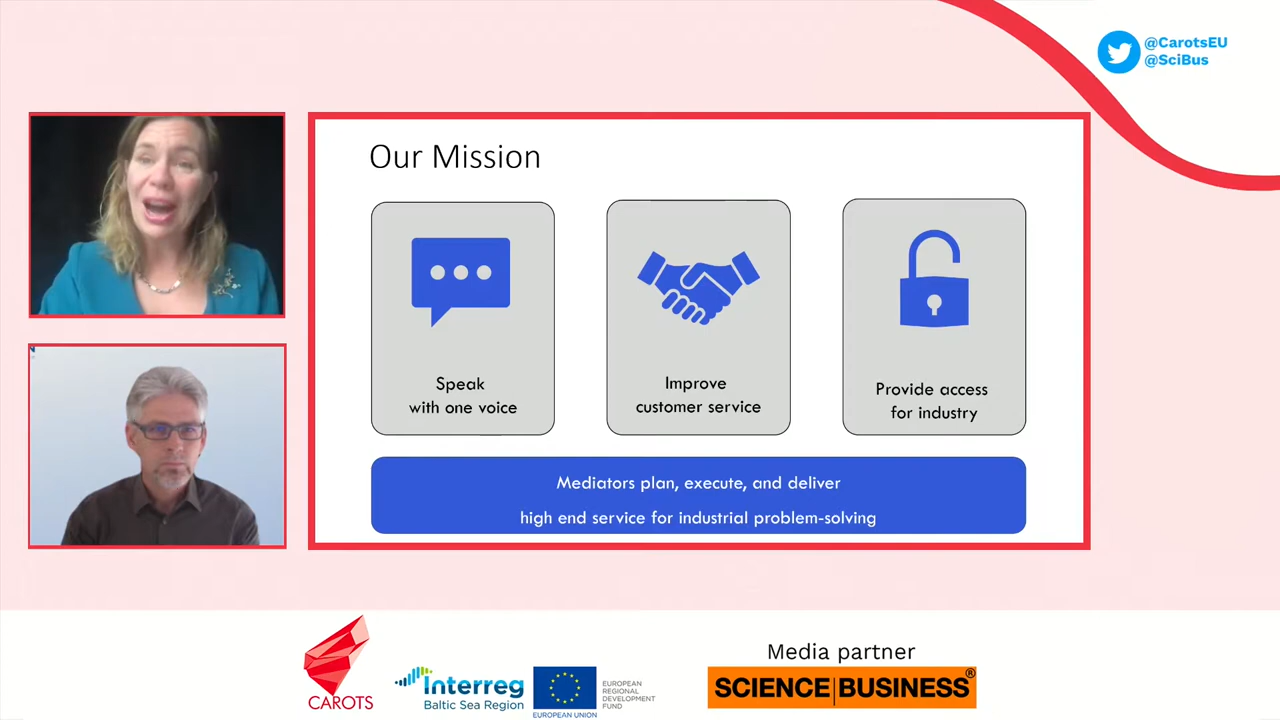 @CarotsEU
@SciBus
Our Mission
Speak
with one voice
Improve
customer service
Provide access
for industry
Mediators plan, execute, and deliver
high end service for industrial problem-solving
CAROTS
Interreg
Baltic Sea Region
EUROPEAN UNION
EUROPEAN
REGIONAL
DEVELOPMENT
FUND
Media partner
SCIENCE|BUSINESS®